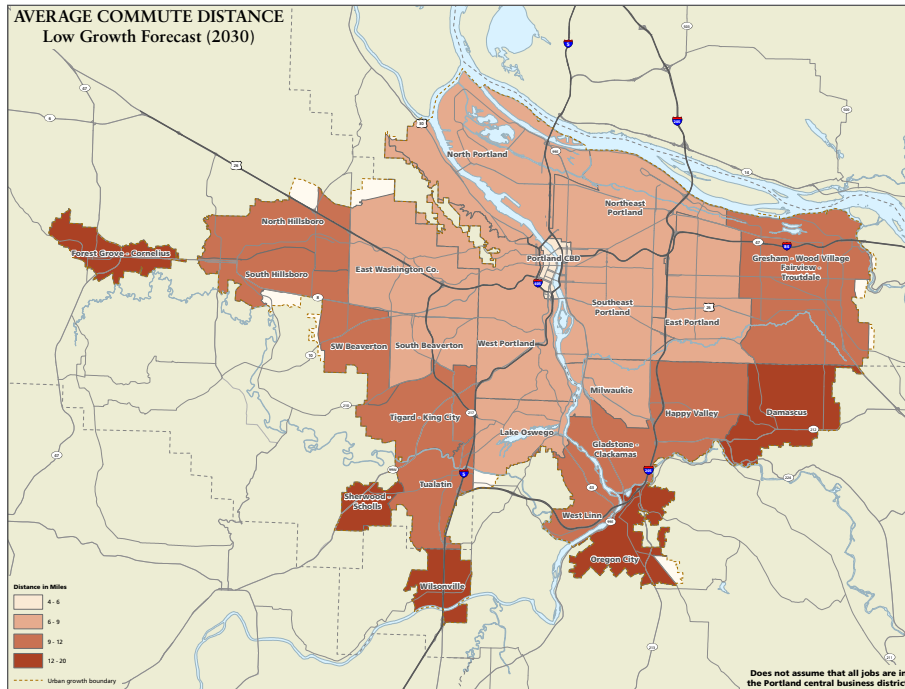 AVERAGE COMMUTE DISTANCE
Low Growth Forecast (2030)
North Portland
Northeast
Portland
North Hillsboro
Forest Grove - Cornelius
South Hillsboro
East Washington Co.
Portland CBD
Gresham - Wood Village
Fairview -
Troutdale
Southeast
Portland
East Portland
SW Beaverton
South Beaverton
West Portland
Milwaukie
Tigard - King City
Happy Valley
Damascus
Lake Oswego
Gladstone -
Clackamas
Tualatin
Sherwood -
Scholls
West Linn
Oregon City
Wilsonville
Distance in Miles
4 - 6
6 - 9
9 - 12
12 - 20
Urban growth boundary
Does not assume that all jobs are in
the Portland central business distric